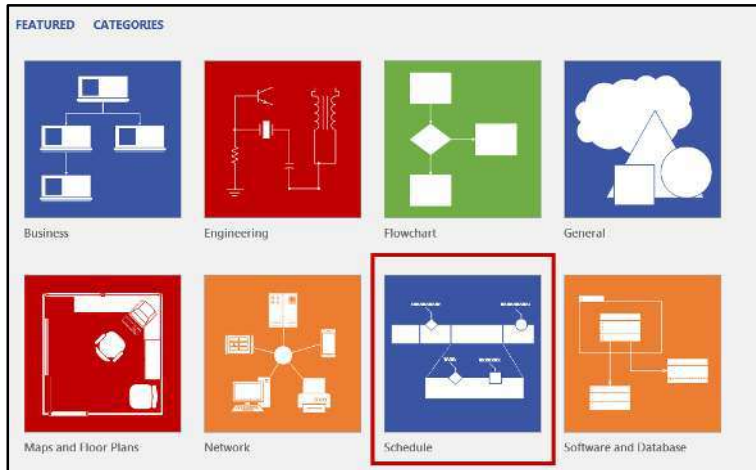 FEATURED CATEGORIES
Business Engineering Flowchart General
Maps and Floor Plans Network Schedule Software and Database